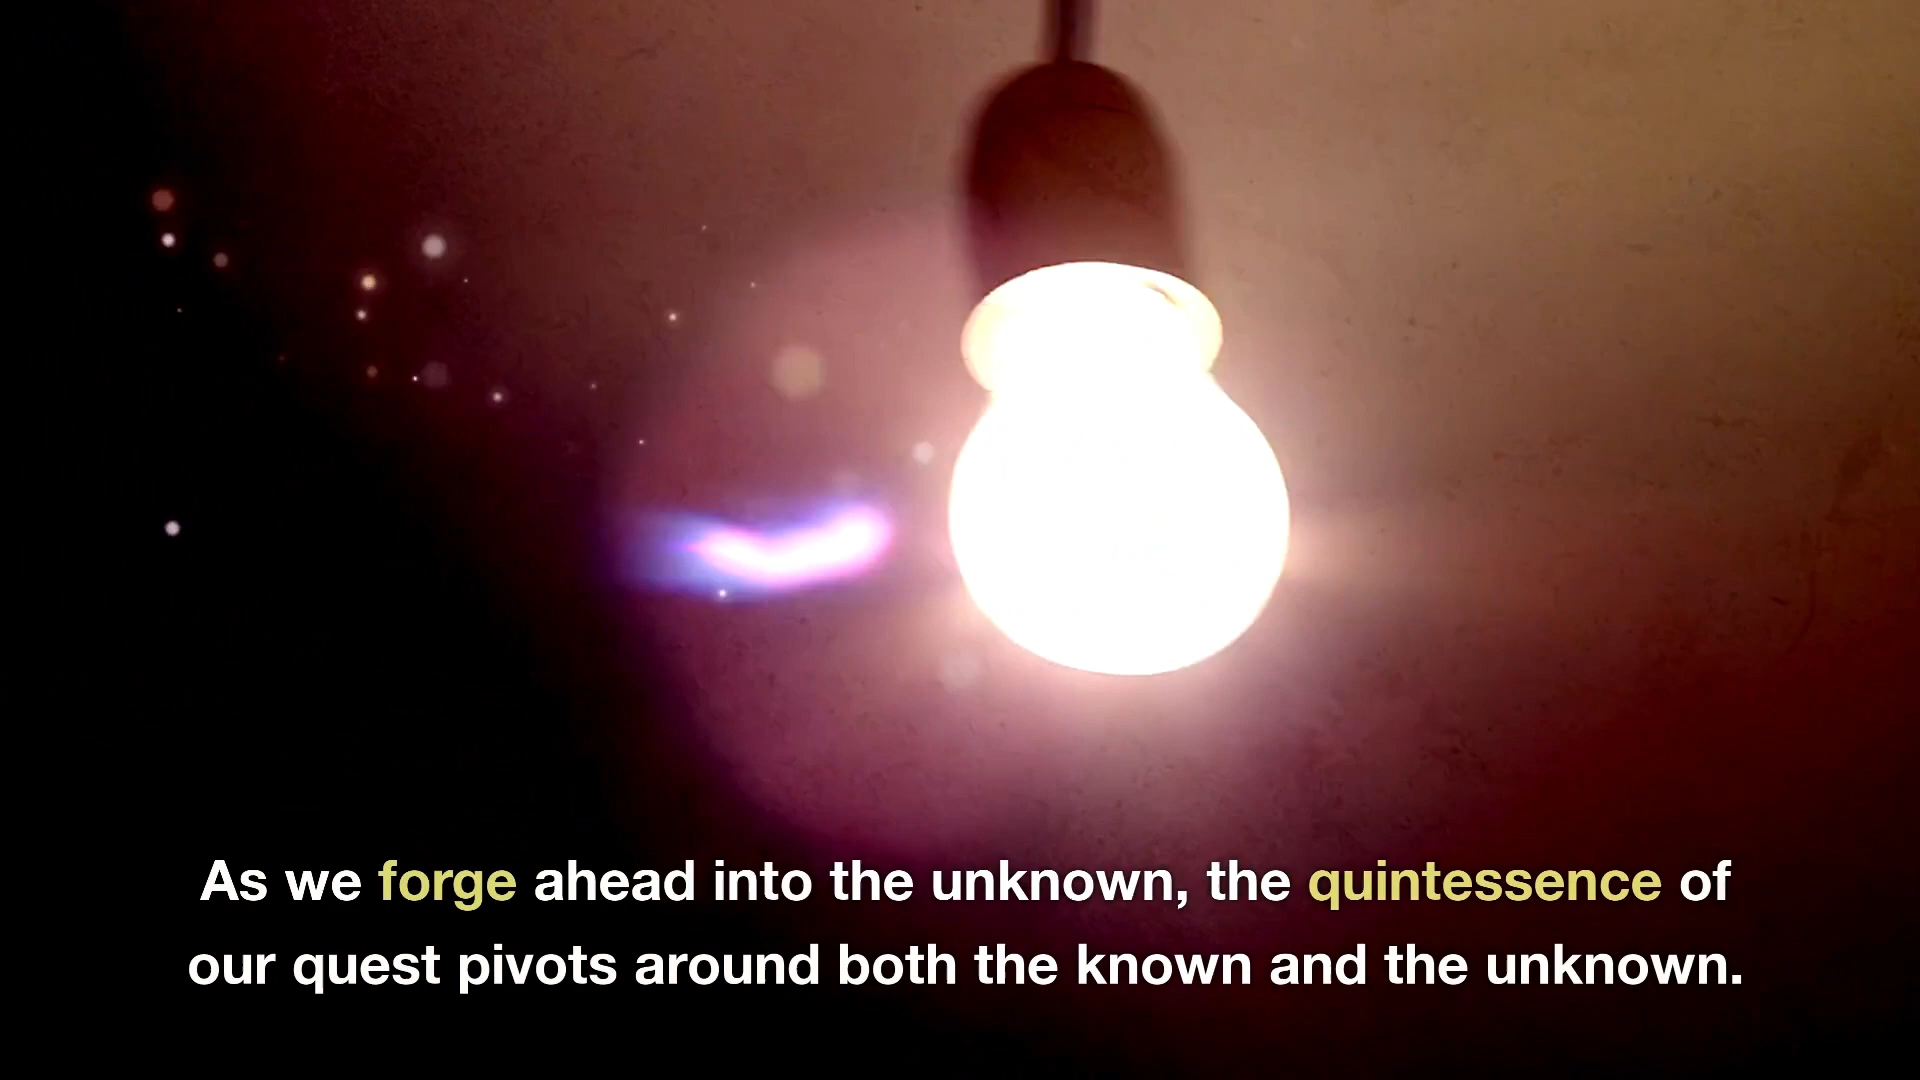 As we forge ahead into the unknown, the quintessence of
our quest pivots around both the known and the unknown.